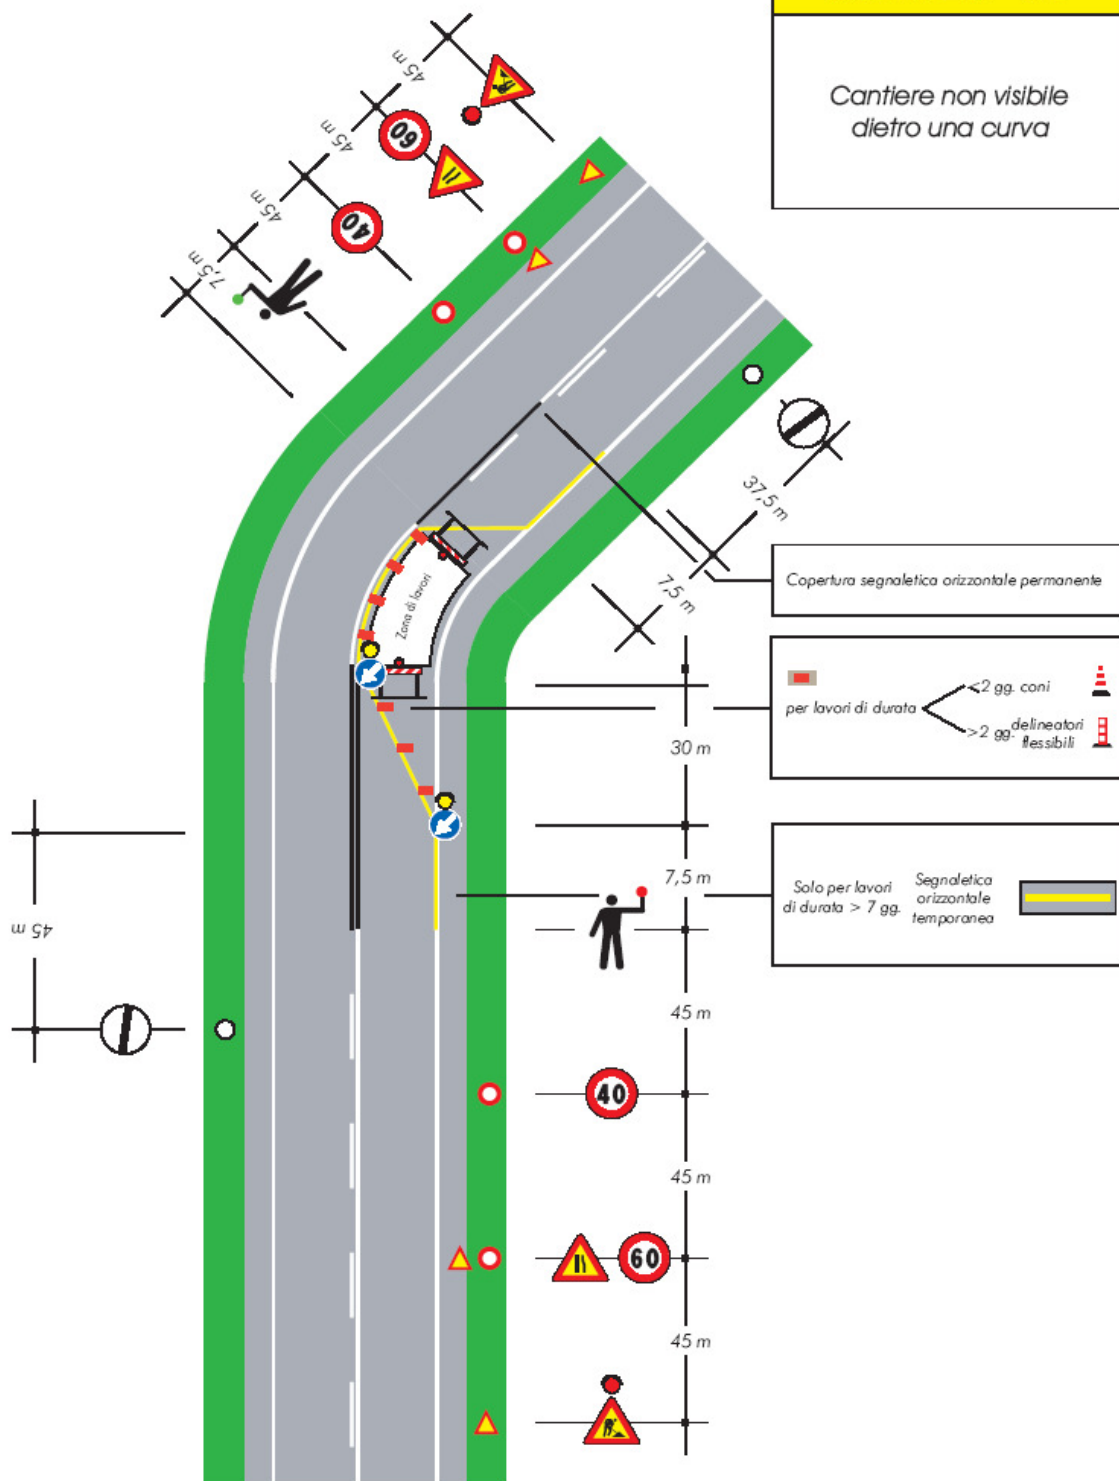 Cantiere non visibile
dietro una curva
45 m
45 m
60
45 m
40
7,5 m
37,5 m
7,5 m
Copertura segnaletica orizzontale permanente
Zona di lavori
per lavori di durata
<2 gg. coni
>2 gg. delineatori
flessibili
30 m
7,5 m
Solo per lavori
di durata > 7 gg.
Segnaletica
orizzontale
temporanea
45 m
45 m
40
45 m
60
45 m